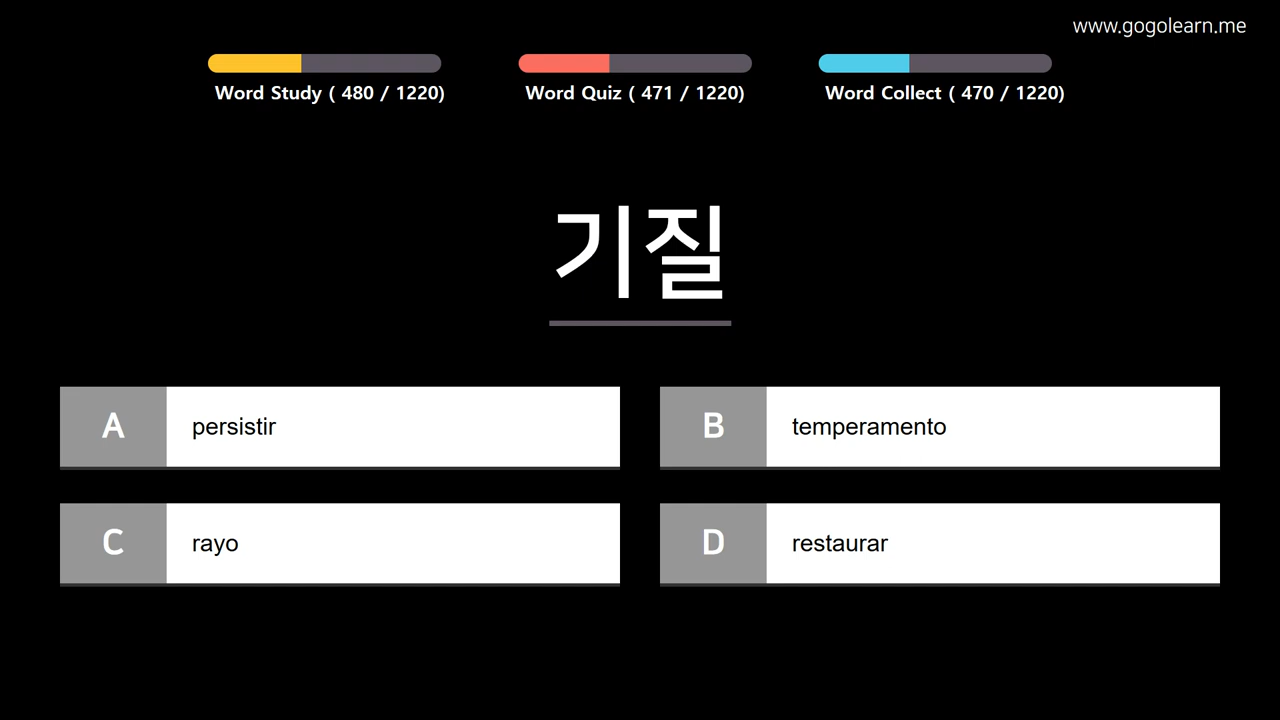 www.gogolearn.me
Word Study ( 480 / 1220)
Word Quiz ( 471 / 1220)
Word Collect ( 470 / 1220)
기질
A persistir
B temperamento
C rayo
D restaurar